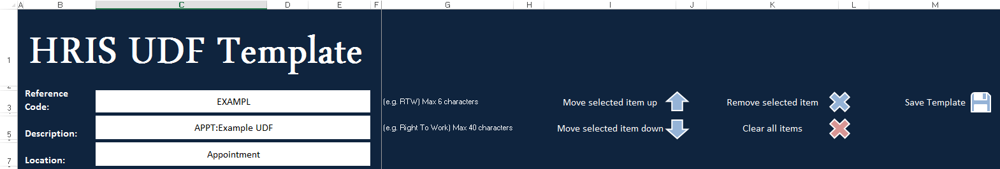 A B C D E F G H I J K L M
1 HRIS UDF Template
2
Reference
3 Code: EXAMPL (e.g. RTW) Max 6 characters Move selected item up Remove selected item Save Template
5 Description: APPT:Example UDF (e.g. Right To Work) Max 40 characters Move selected item down Clear all items
7 Location: Appointment